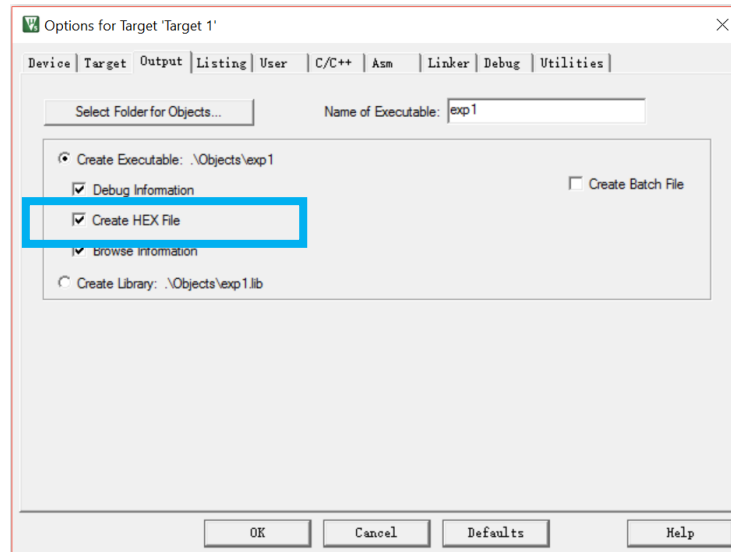 Options for Target 'Target 1'
Device Target Output Listing User C/C++ Asm Linker Debug Utilities
Select Folder for Objects... Name of Executable: exp1
Create Executable: .\Objects\exp1
Debug Information Create Batch File
Create HEX File
Browse Information
Create Library: .\Objects\exp1.lib
OK Cancel Defaults Help